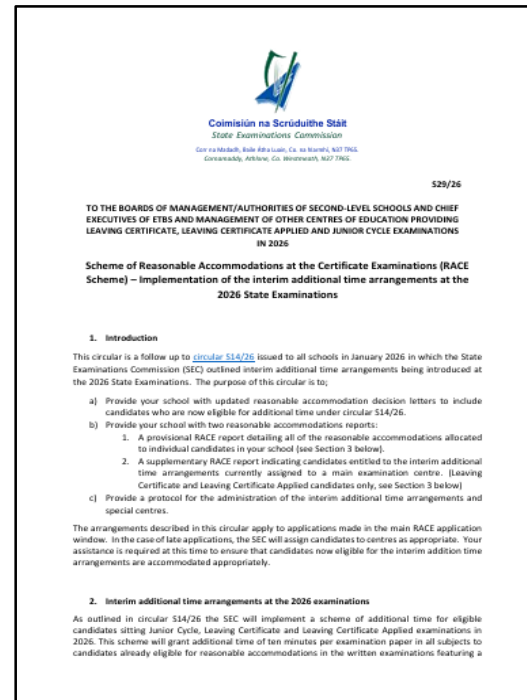 Coimisiún na Scrúduithe Stáit
State Examinations Commission
Corr na Madadh, Baile Átha Luain, Co. na Iarmhí, N37 TP65.
Cornamaddy, Athlone, Co. Westmeath, N37 TP65.
S29/26
TO THE BOARDS OF MANAGEMENT/AUTHORITIES OF SECOND-LEVEL SCHOOLS AND CHIEF
EXECUTIVES OF ETBS AND MANAGEMENT OF OTHER CENTRES OF EDUCATION PROVIDING
LEAVING CERTIFICATE, LEAVING CERTIFICATE APPLIED AND JUNIOR CYCLE EXAMINATIONS
IN 2026
Scheme of Reasonable Accommodations at the Certificate Examinations (RACE
Scheme) – Implementation of the interim additional time arrangements at the
2026 State Examinations
1. Introduction
This circular is a follow up to circular S14/26 issued to all schools in January 2026 in which the State
Examinations Commission (SEC) outlined interim additional time arrangements being introduced at
the 2026 State Examinations. The purpose of this circular is to;
a) Provide your school with updated reasonable accommodation decision letters to include
candidates who are now eligible for additional time under circular S14/26.
b) Provide your school with two reasonable accommodations reports:
1. A provisional RACE report detailing all of the reasonable accommodations allocated
to individual candidates in your school (see Section 3 below).
2. A supplementary RACE report indicating candidates entitled to the interim additional
time arrangements currently assigned to a main examination centre. (Leaving
Certificate and Leaving Certificate Applied candidates only, see Section 3 below)
c) Provide a protocol for the administration of the interim additional time arrangements and
special centres.
The arrangements described in this circular apply to applications made in the main RACE application
window. In the case of late applications, the SEC will assign candidates to centres as appropriate. Your
assistance is required at this time to ensure that candidates now eligible for the interim addition time
arrangements are accommodated appropriately.
2. Interim additional time arrangements at the 2026 examinations
As outlined in circular S14/26 the SEC will implement a scheme of additional time for eligible
candidates sitting Junior Cycle, Leaving Certificate and Leaving Certificate Applied examinations in
2026. This scheme will grant additional time of ten minutes per examination paper in all subjects to
candidates already eligible for reasonable accommodations in the written examinations featuring a